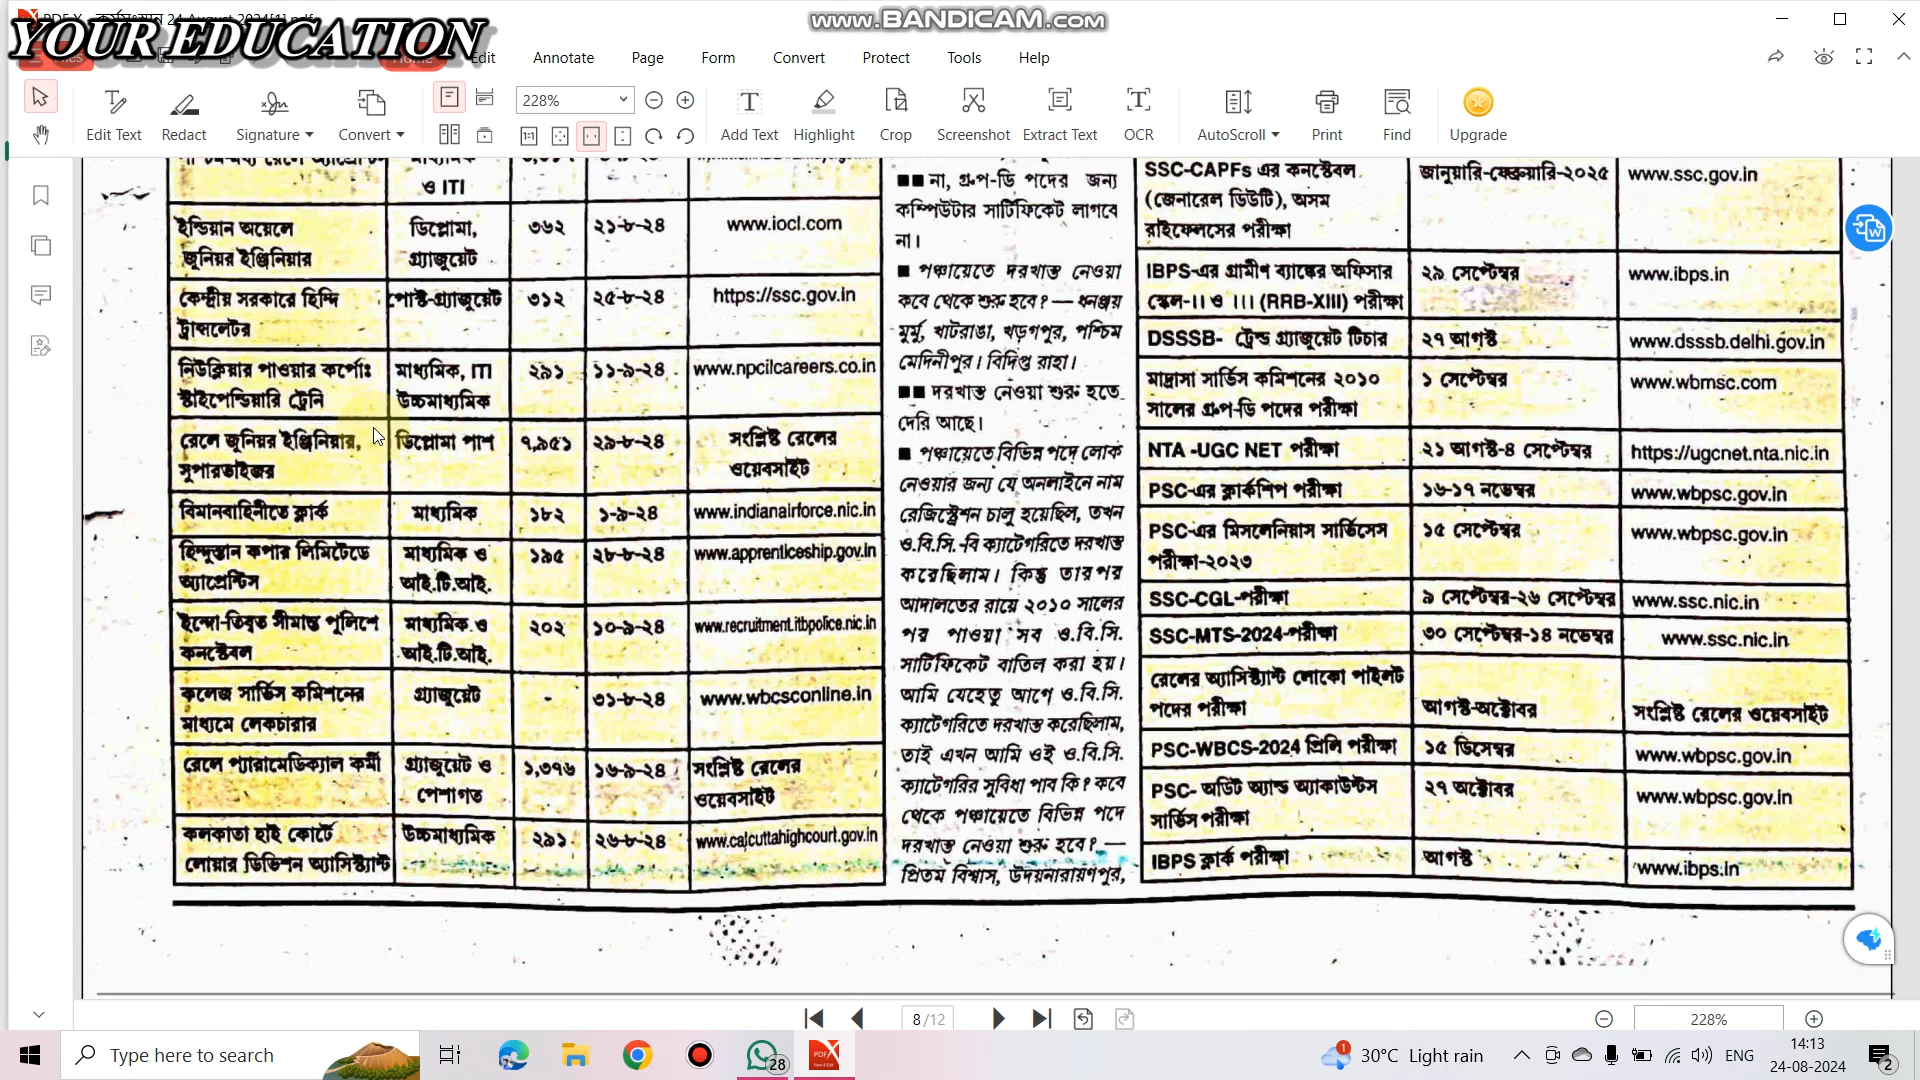 PDF X - কর্মসংস্থান 24 August 2024[1].pdf
YOUR EDUCATION
www.BANDICAM.com
Files
Home
Edit
Annotate
Page
Form
Convert
Protect
Tools
Help
228%
Edit Text
Redact
Signature
Convert
Add Text
Highlight
Crop
Screenshot
Extract Text
OCR
AutoScroll
Print
Find
Upgrade
ও ITI
ইন্ডিয়ান অয়েলে ডিপ্লোমা, ৩৬২ ২১-৮-২৪ www.iocl.com
জুনিয়র ইঞ্জিনিয়ার গ্র্যাজুয়েট
কেন্দ্রীয় সরকারে হিন্দি পোস্ট-গ্র্যাজুয়েট ৩১২ ২৫-৮-২৪ https://ssc.gov.in
ট্রান্সলেটর
নিউক্লিয়ার পাওয়ার কর্পোঃ মাধ্যমিক, ITI ২৯১ ১১-৯-২৪ www.npcilcareers.co.in
স্টাইপেন্ডিয়ারি ট্রেনি উচ্চমাধ্যমিক
রেলে জুনিয়র ইঞ্জিনিয়ার, ডিপ্লোমা পাশ ৭,৯৫১ ২৯-৮-২৪ সংশ্লিষ্ট রেলের
সুপারভাইজর ওয়েবসাইট
বিমানবাহিনীতে ক্লার্ক মাধ্যমিক ১৮২ ১-৯-২৪ www.indianairforce.nic.in
হিন্দুস্তান কপার লিমিটেডে মাধ্যমিক ও ১৯৫ ২৮-৮-২৪ www.apprenticeship.gov.in
অ্যাপ্রেন্টিস আই.টি.আই.
ইন্দো-তিব্বত সীমান্ত পুলিশে মাধ্যমিক ও ২০২ ১০-৯-২৪ www.recruitment.itbpolice.nic.in
কনস্টেবল আই.টি.আই.
কলেজ সার্ভিস কমিশনের গ্র্যাজুয়েট - ৩১-৮-২৪ www.wbcsconline.in
মাধ্যমে লেকচারার
রেলে প্যারামেডিক্যাল কর্মী গ্র্যাজুয়েট ও ১,৩৭৬ ১৬-৯-২৪ সংশ্লিষ্ট রেলের
পেশাগত ওয়েবসাইট
কলকাতা হাই কোর্টে উচ্চমাধ্যমিক ২৯১ ২৬-৮-২৪ www.calcuttahighcourt.gov.in
লোয়ার ডিভিশন অ্যাসিস্ট্যান্ট
■■ না, গ্রুপ-ডি পদের জন্য
কম্পিউটার সার্টিফিকেট লাগবে
না।
■ পঞ্চায়েতে দরখাস্ত নেওয়া
কবে থেকে শুরু হবে? — ধনঞ্জয়
মুর্মু, খাটরাঙা, খড়গপুর, পশ্চিম
মেদিনীপুর। বিদিপ্ত রাহা।
■■ দরখাস্ত নেওয়া শুরু হতে
দেরি আছে।
■ পঞ্চায়েতে বিভিন্ন পদে লোক
নেওয়ার জন্য যে অনলাইনে নাম
রেজিস্ট্রেশন চালু হয়েছিল, তখন
ও.বি.সি.-বি ক্যাটেগরিতে দরখাস্ত
করেছিলাম। কিন্তু তারপর
আদালতের রায়ে ২০১০ সালের
পর পাওয়া সব ও.বি.সি.
সার্টিফিকেট বাতিল করা হয়।
আমি যেহেতু আগে ও.বি.সি.
ক্যাটেগরিতে দরখাস্ত করেছিলাম,
তাই এখন আমি ওই ও.বি.সি.
ক্যাটেগরির সুবিধা পাব কি? কবে
থেকে পঞ্চায়েতে বিভিন্ন পদে
দরখাস্ত নেওয়া শুরু হবে? —
প্রিতম বিশ্বাস, উদয়নারায়ণপুর,
SSC-CAPFs এর কনস্টেবল জানুয়ারি-ফেব্রুয়ারি-২০২৫ www.ssc.gov.in
(জেনারেল ডিউটি), অসম
রাইফেলসের পরীক্ষা
IBPS-এর গ্রামীণ ব্যাঙ্কের অফিসার ২৯ সেপ্টেম্বর www.ibps.in
স্কেল-II ও III (RRB-XIII) পরীক্ষা
DSSSB- ট্রেন্ড গ্র্যাজুয়েট টিচার ২৭ আগস্ট www.dsssb.delhi.gov.in
মাদ্রাসা সার্ভিস কমিশনের ২০১০ ১ সেপ্টেম্বর www.wbmsc.com
সালের গ্রুপ-ডি পদের পরীক্ষা
NTA -UGC NET পরীক্ষা ২১ আগস্ট-৪ সেপ্টেম্বর https://ugcnet.nta.nic.in
PSC-এর ক্লার্কশিপ পরীক্ষা ১৬-১৭ নভেম্বর www.wbpsc.gov.in
PSC-এর মিসলেনিয়াস সার্ভিসেস ১৫ সেপ্টেম্বর www.wbpsc.gov.in
পরীক্ষা-২০২৩
SSC-CGL-পরীক্ষা ৯ সেপ্টেম্বর-২৬ সেপ্টেম্বর www.ssc.nic.in
SSC-MTS-2024-পরীক্ষা ৩০ সেপ্টেম্বর-১৪ নভেম্বর www.ssc.nic.in
রেলের অ্যাসিস্ট্যান্ট লোকো পাইলট
পদের পরীক্ষা আগস্ট-অক্টোবর সংশ্লিষ্ট রেলের ওয়েবসাইট
PSC-WBCS-2024 প্রিলি পরীক্ষা ১৫ ডিসেম্বর www.wbpsc.gov.in
PSC- অডিট অ্যান্ড অ্যাকাউন্টস ২৭ অক্টোবর www.wbpsc.gov.in
সার্ভিস পরীক্ষা
IBPS ক্লার্ক পরীক্ষা আগস্ট www.ibps.in
8 /12
228%
Type here to search
28
30°C Light rain
ENG
14:13
24-08-2024
2